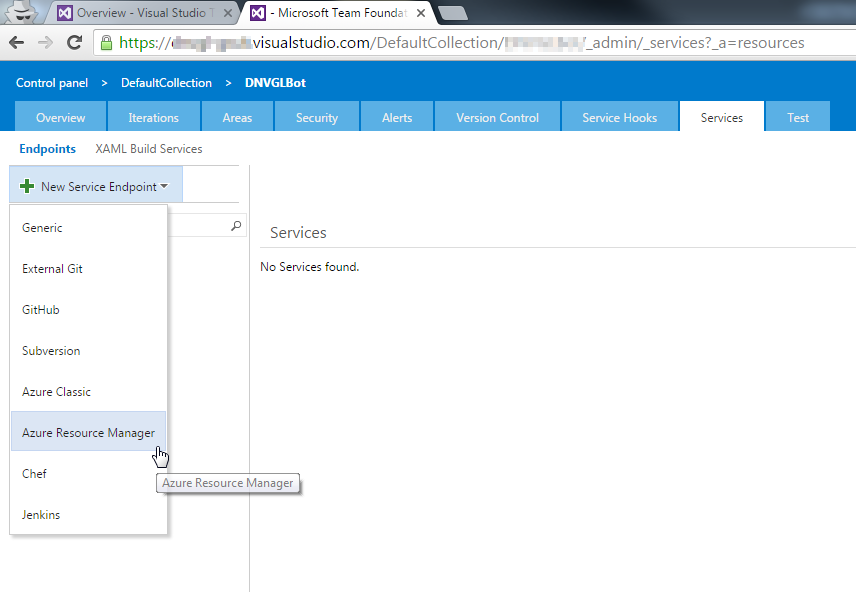 Overview - Visual Studio T
- Microsoft Team Foundat
https:// .visualstudio.com/DefaultCollection/ /_admin/_services?_a=resources
Control panel > DefaultCollection > DNVGLBot
Overview Iterations Areas Security Alerts Version Control Service Hooks Services Test
Endpoints XAML Build Services
New Service Endpoint
Generic
External Git
GitHub
Subversion
Azure Classic
Azure Resource Manager
Chef
Azure Resource Manager
Jenkins
Services
No Services found.